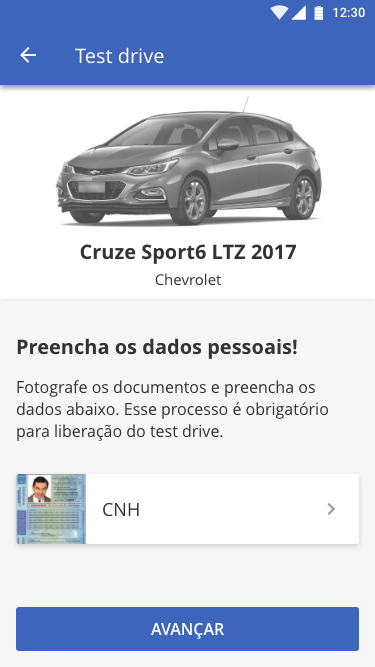 12:30
Test drive
Cruze Sport6 LTZ 2017
Chevrolet
Preencha os dados pessoais!
Fotografe os documentos e preencha os
dados abaixo. Esse processo é obrigatório
para liberação do test drive.
CNH
AVANÇAR